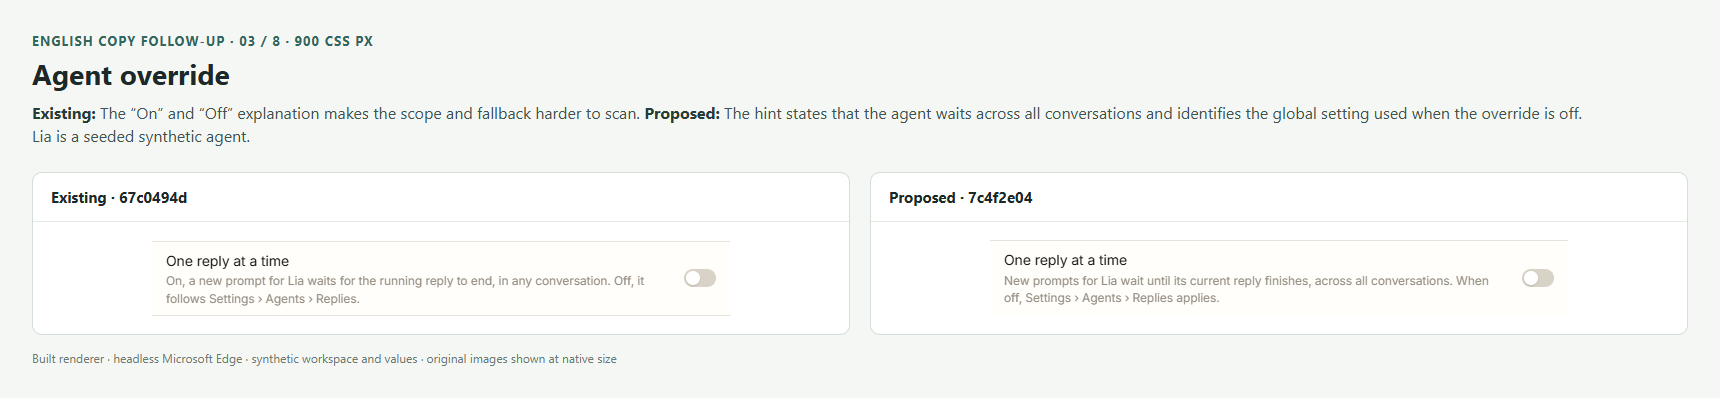 ENGLISH COPY FOLLOW-UP · 03 / 8 · 900 CSS PX
Agent override
Existing: The “On” and “Off” explanation makes the scope and fallback harder to scan. Proposed: The hint states that the agent waits across all conversations and identifies the global setting used when the override is off.
Lia is a seeded synthetic agent.
Existing · 67c0494d
One reply at a time
On, a new prompt for Lia waits for the running reply to end, in any conversation. Off, it
follows Settings › Agents › Replies.
Proposed · 7c4f2e04
One reply at a time
New prompts for Lia wait until its current reply finishes, across all conversations. When
off, Settings › Agents › Replies applies.
Built renderer · headless Microsoft Edge · synthetic workspace and values · original images shown at native size